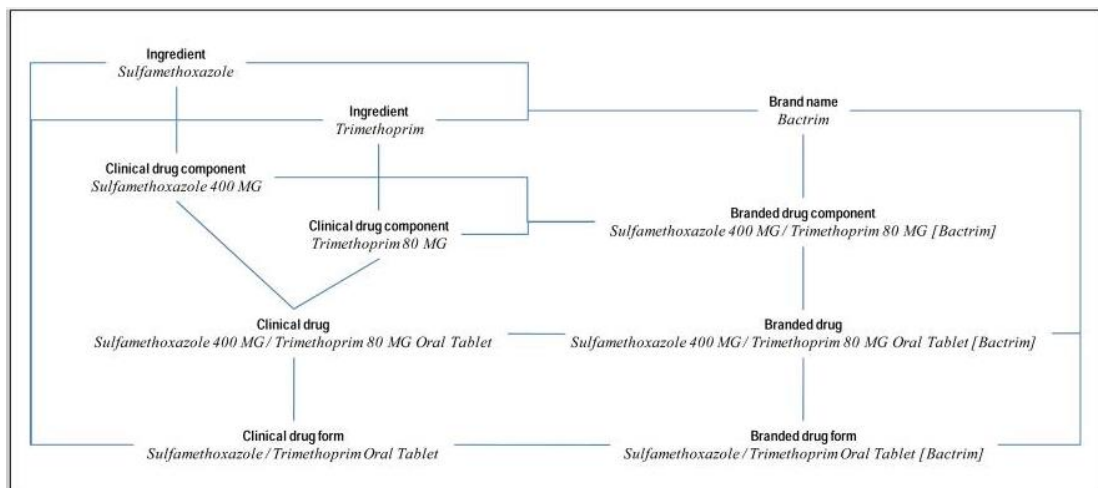 Ingredient
Sulfamethoxazole
Ingredient
Trimethoprim
Brand name
Bactrim
Clinical drug component
Sulfamethoxazole 400 MG
Clinical drug component
Trimethoprim 80 MG
Branded drug component
Sulfamethoxazole 400 MG / Trimethoprim 80 MG [Bactrim]
Clinical drug
Sulfamethoxazole 400 MG / Trimethoprim 80 MG Oral Tablet
Branded drug
Sulfamethoxazole 400 MG / Trimethoprim 80 MG Oral Tablet [Bactrim]
Clinical drug form
Sulfamethoxazole / Trimethoprim Oral Tablet
Branded drug form
Sulfamethoxazole / Trimethoprim Oral Tablet [Bactrim]